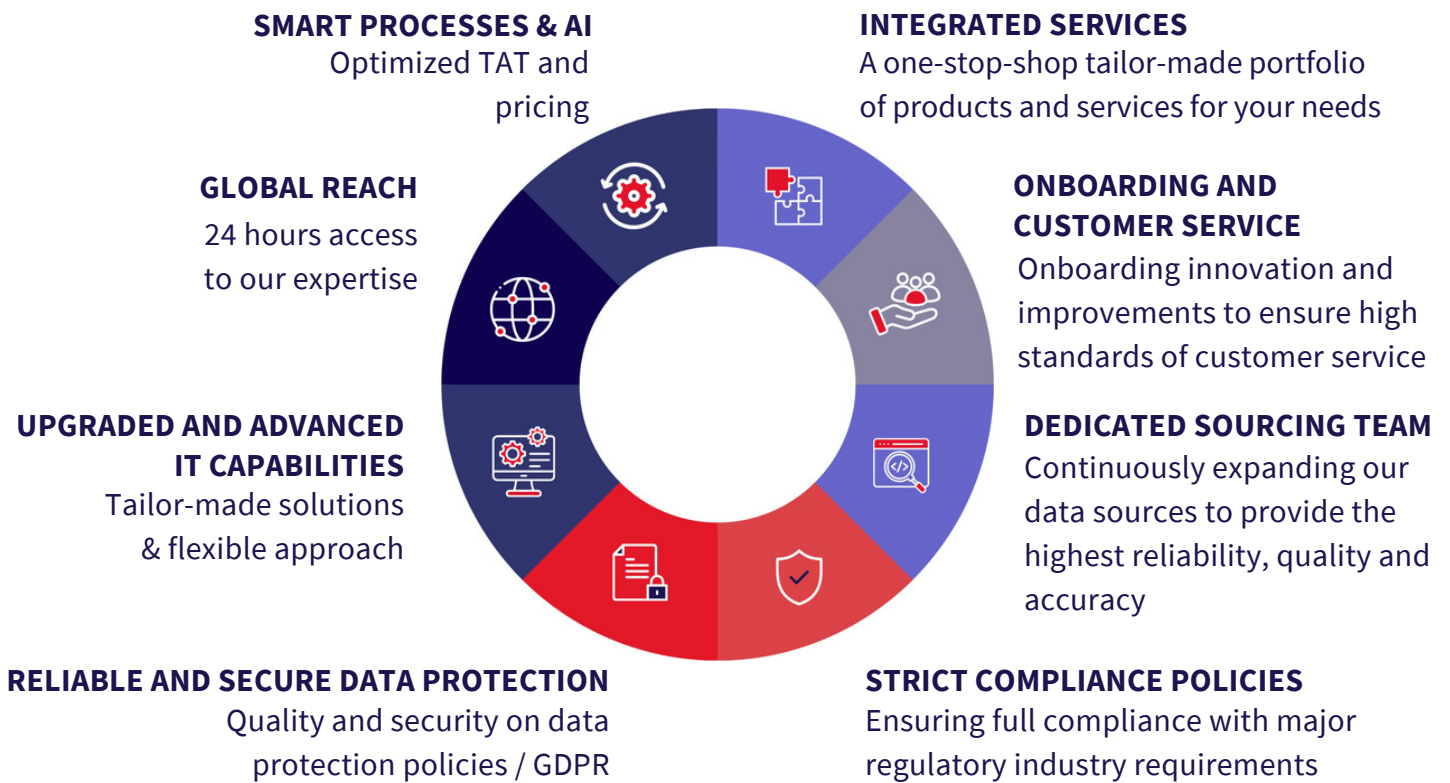 SMART PROCESSES & AI
Optimized TAT and
pricing
INTEGRATED SERVICES
A one-stop-shop tailor-made portfolio
of products and services for your needs
GLOBAL REACH
24 hours access
to our expertise
ONBOARDING AND
CUSTOMER SERVICE
Onboarding innovation and
improvements to ensure high
standards of customer service
UPGRADED AND ADVANCED
IT CAPABILITIES
Tailor-made solutions
& flexible approach
DEDICATED SOURCING TEAM
Continuously expanding our
data sources to provide the
highest reliability, quality and
accuracy
RELIABLE AND SECURE DATA PROTECTION
Quality and security on data
protection policies / GDPR
STRICT COMPLIANCE POLICIES
Ensuring full compliance with major
regulatory industry requirements